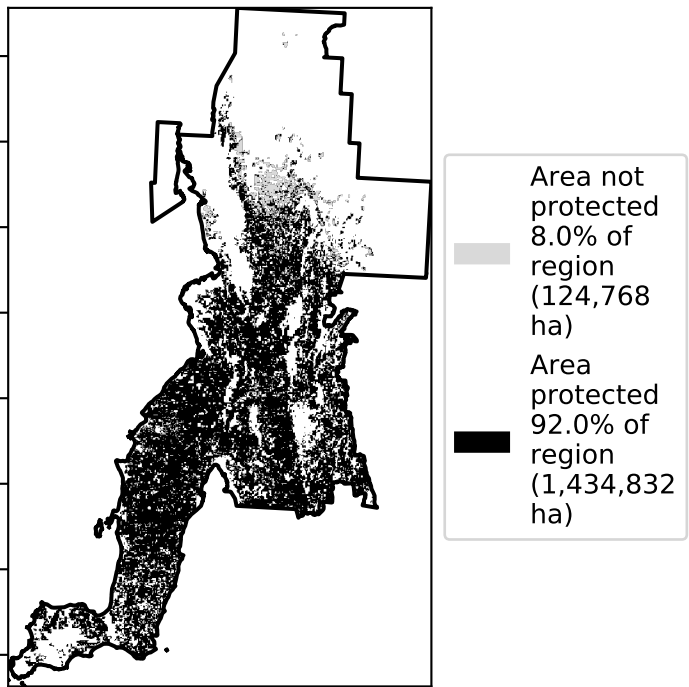 Area not
protected
8.0% of
region
(124,768
ha)
Area
protected
92.0% of
region
(1,434,832
ha)